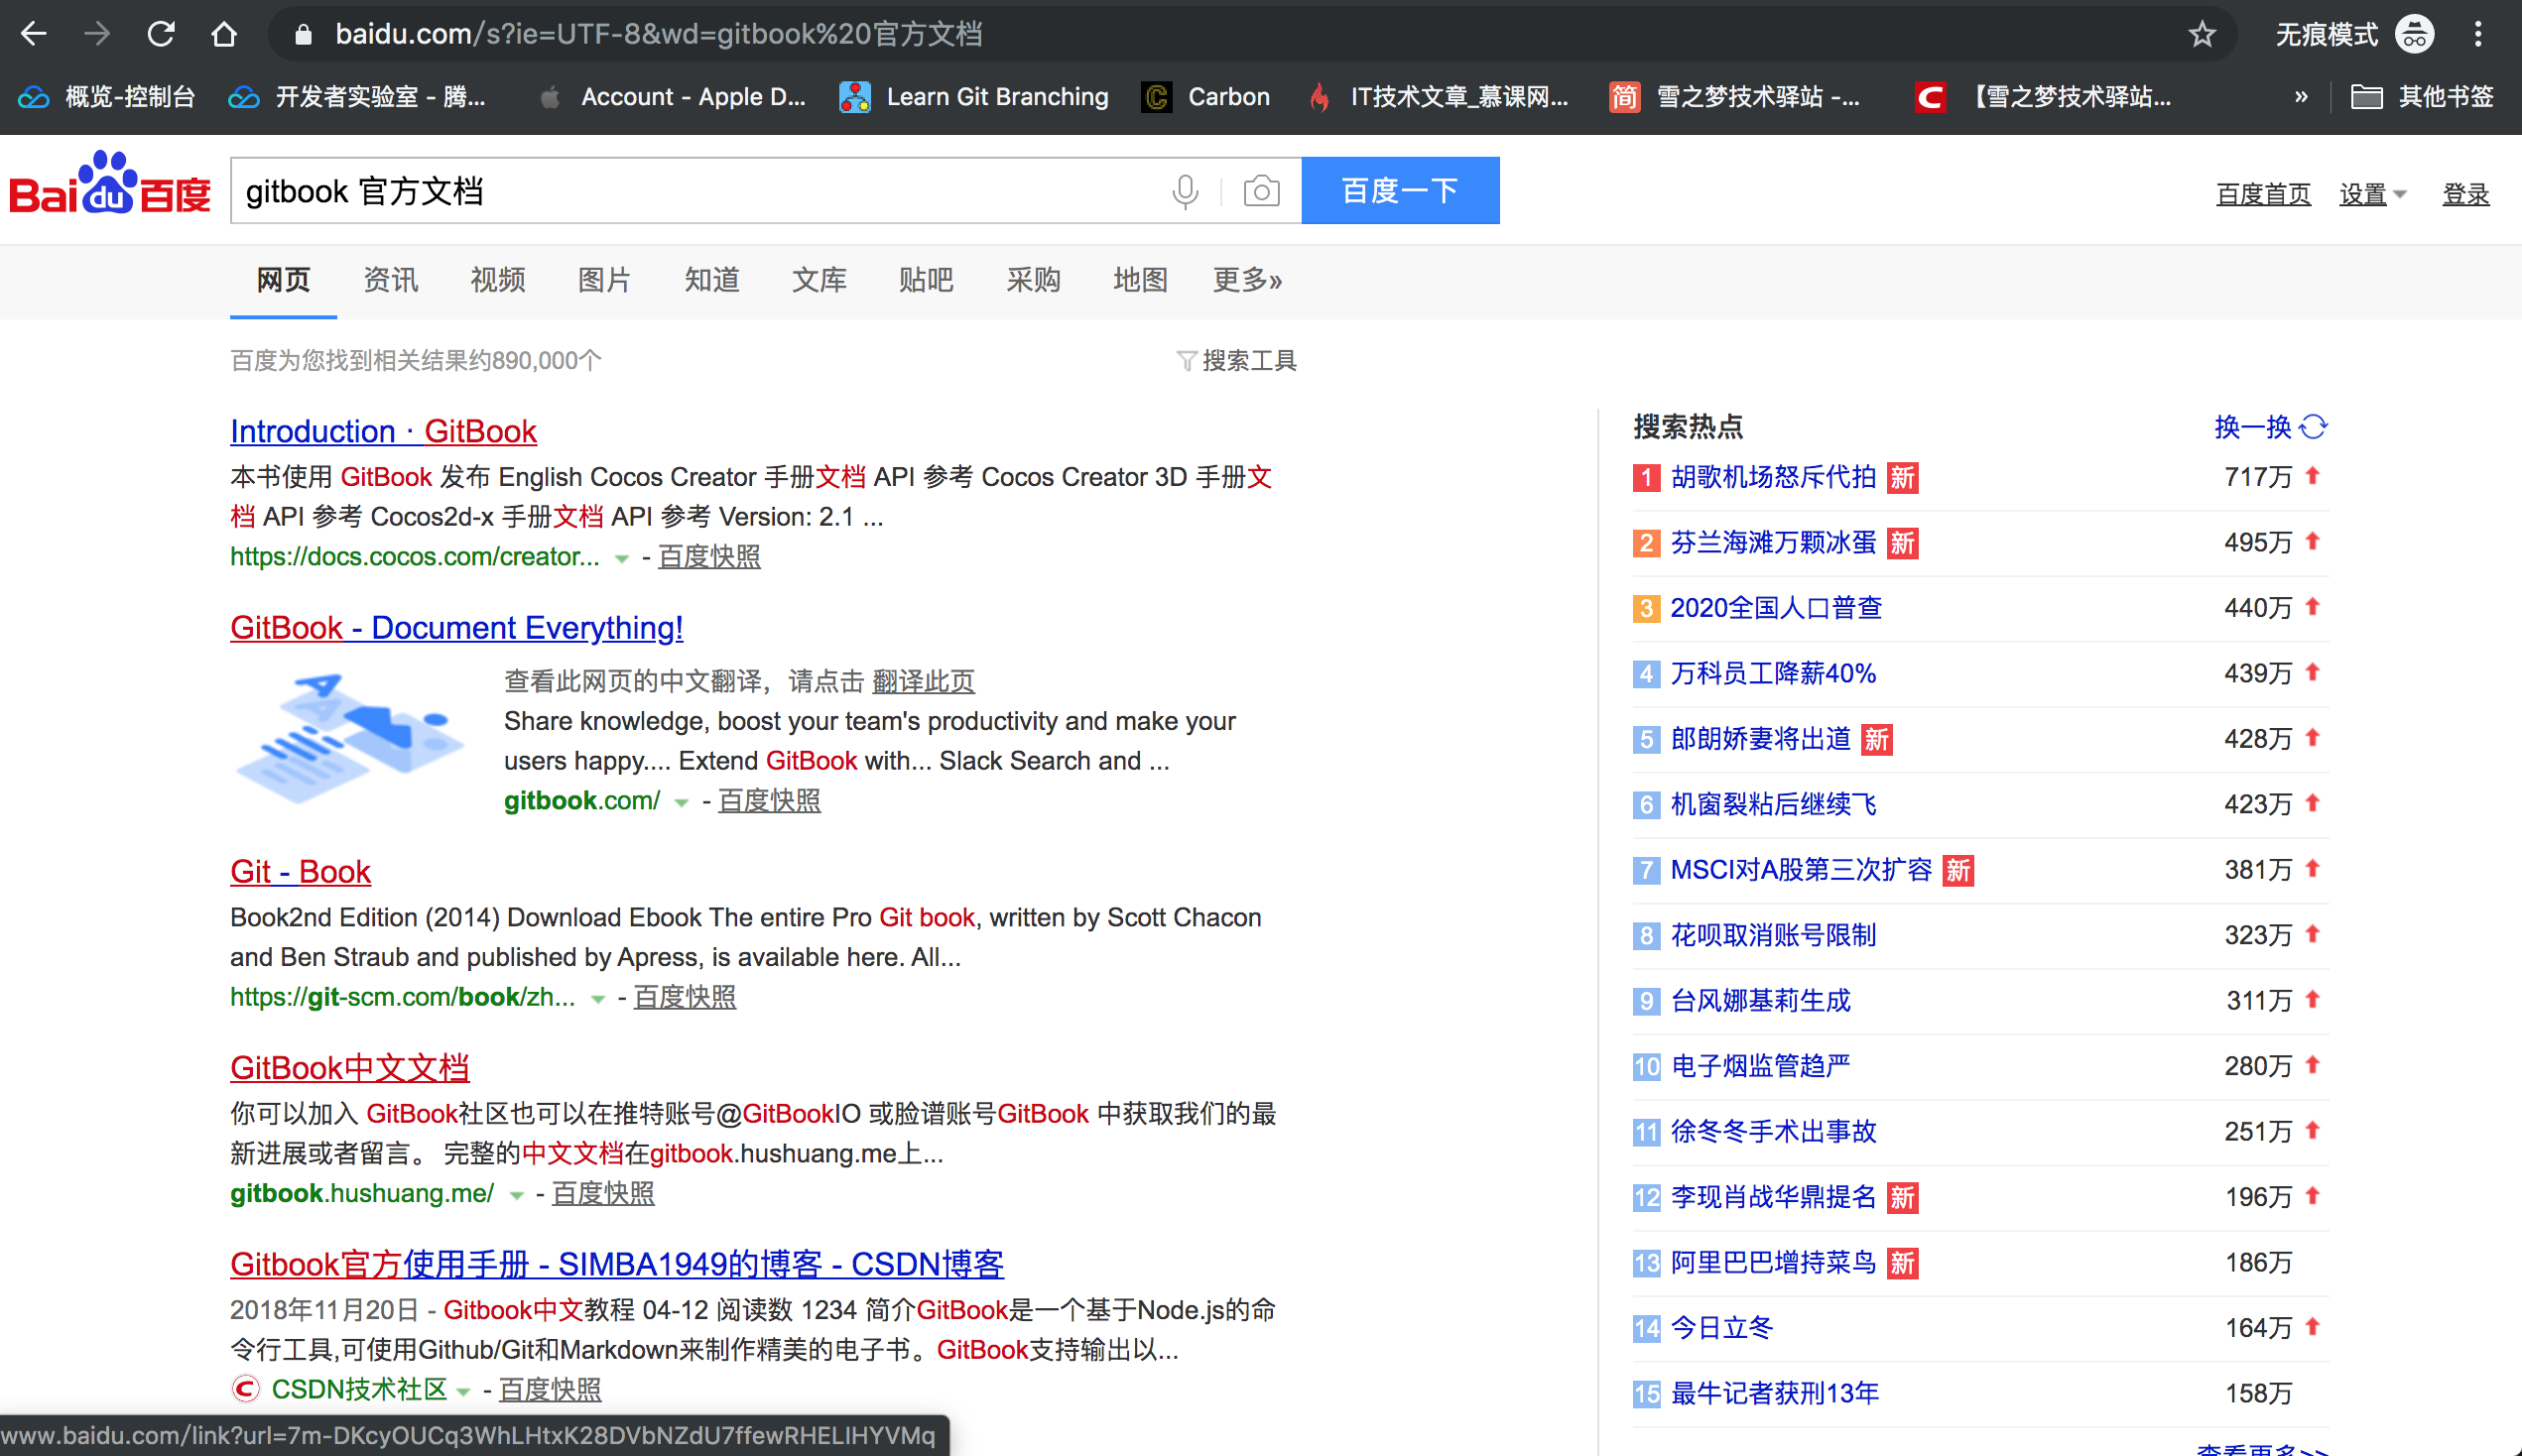 baidu.com/s?ie=UTF-8&wd=gitbook%20官方文档
无痕模式
概览-控制台
开发者实验室 - 腾...
Account - Apple D...
Learn Git Branching
Carbon
IT技术文章_慕课网...
简
雪之梦技术驿站 -...
【雪之梦技术驿站...
»
其他书签
Baidu百度
gitbook 官方文档
百度一下
百度首页 设置 登录
网页 资讯 视频 图片 知道 文库 贴吧 采购 地图 更多»
百度为您找到相关结果约890,000个
搜索工具
Introduction · GitBook
本书使用 GitBook 发布 English Cocos Creator 手册文档 API 参考 Cocos Creator 3D 手册文
档 API 参考 Cocos2d-x 手册文档 API 参考 Version: 2.1 ...
https://docs.cocos.com/creator... - 百度快照
GitBook - Document Everything!
查看此网页的中文翻译，请点击 翻译此页
Share knowledge, boost your team's productivity and make your
users happy.... Extend GitBook with... Slack Search and ...
gitbook.com/ - 百度快照
Git - Book
Book2nd Edition (2014) Download Ebook The entire Pro Git book, written by Scott Chacon
and Ben Straub and published by Apress, is available here. All...
https://git-scm.com/book/zh... - 百度快照
GitBook中文文档
你可以加入 GitBook社区也可以在推特账号@GitBookIO 或脸谱账号GitBook 中获取我们的最
新进展或者留言。 完整的中文文档在gitbook.hushuang.me上...
gitbook.hushuang.me/ - 百度快照
Gitbook官方使用手册 - SIMBA1949的博客 - CSDN博客
2018年11月20日 - Gitbook中文教程 04-12 阅读数 1234 简介GitBook是一个基于Node.js的命
令行工具,可使用Github/Git和Markdown来制作精美的电子书。GitBook支持输出以...
CSDN技术社区 - 百度快照
www.baidu.com/link?url=7m-DKcyOUCq3WhLHtxK28DVbNZdU7ffewRHELIHYVMq
搜索热点 换一换
1 胡歌机场怒斥代拍 新 717万
2 芬兰海滩万颗冰蛋 新 495万
3 2020全国人口普查 440万
4 万科员工降薪40% 439万
5 郎朗娇妻将出道 新 428万
6 机窗裂粘后继续飞 423万
7 MSCI对A股第三次扩容 新 381万
8 花呗取消账号限制 323万
9 台风娜基莉生成 311万
10 电子烟监管趋严 280万
11 徐冬冬手术出事故 251万
12 李现肖战华鼎提名 新 196万
13 阿里巴巴增持菜鸟 新 186万
14 今日立冬 164万
15 最牛记者获刑13年 158万
查看更多>>